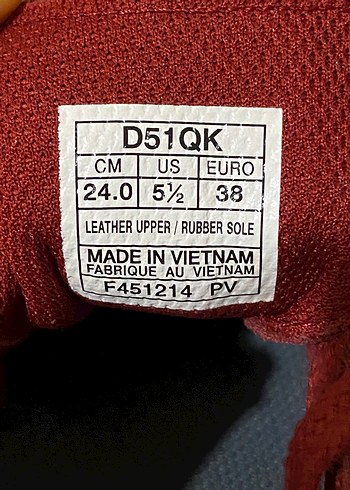 D51QK
CM US EURO
24.0 5½ 38
LEATHER UPPER / RUBBER SOLE
MADE IN VIETNAM
FABRIQUE AU VIETNAM
F451214 PV